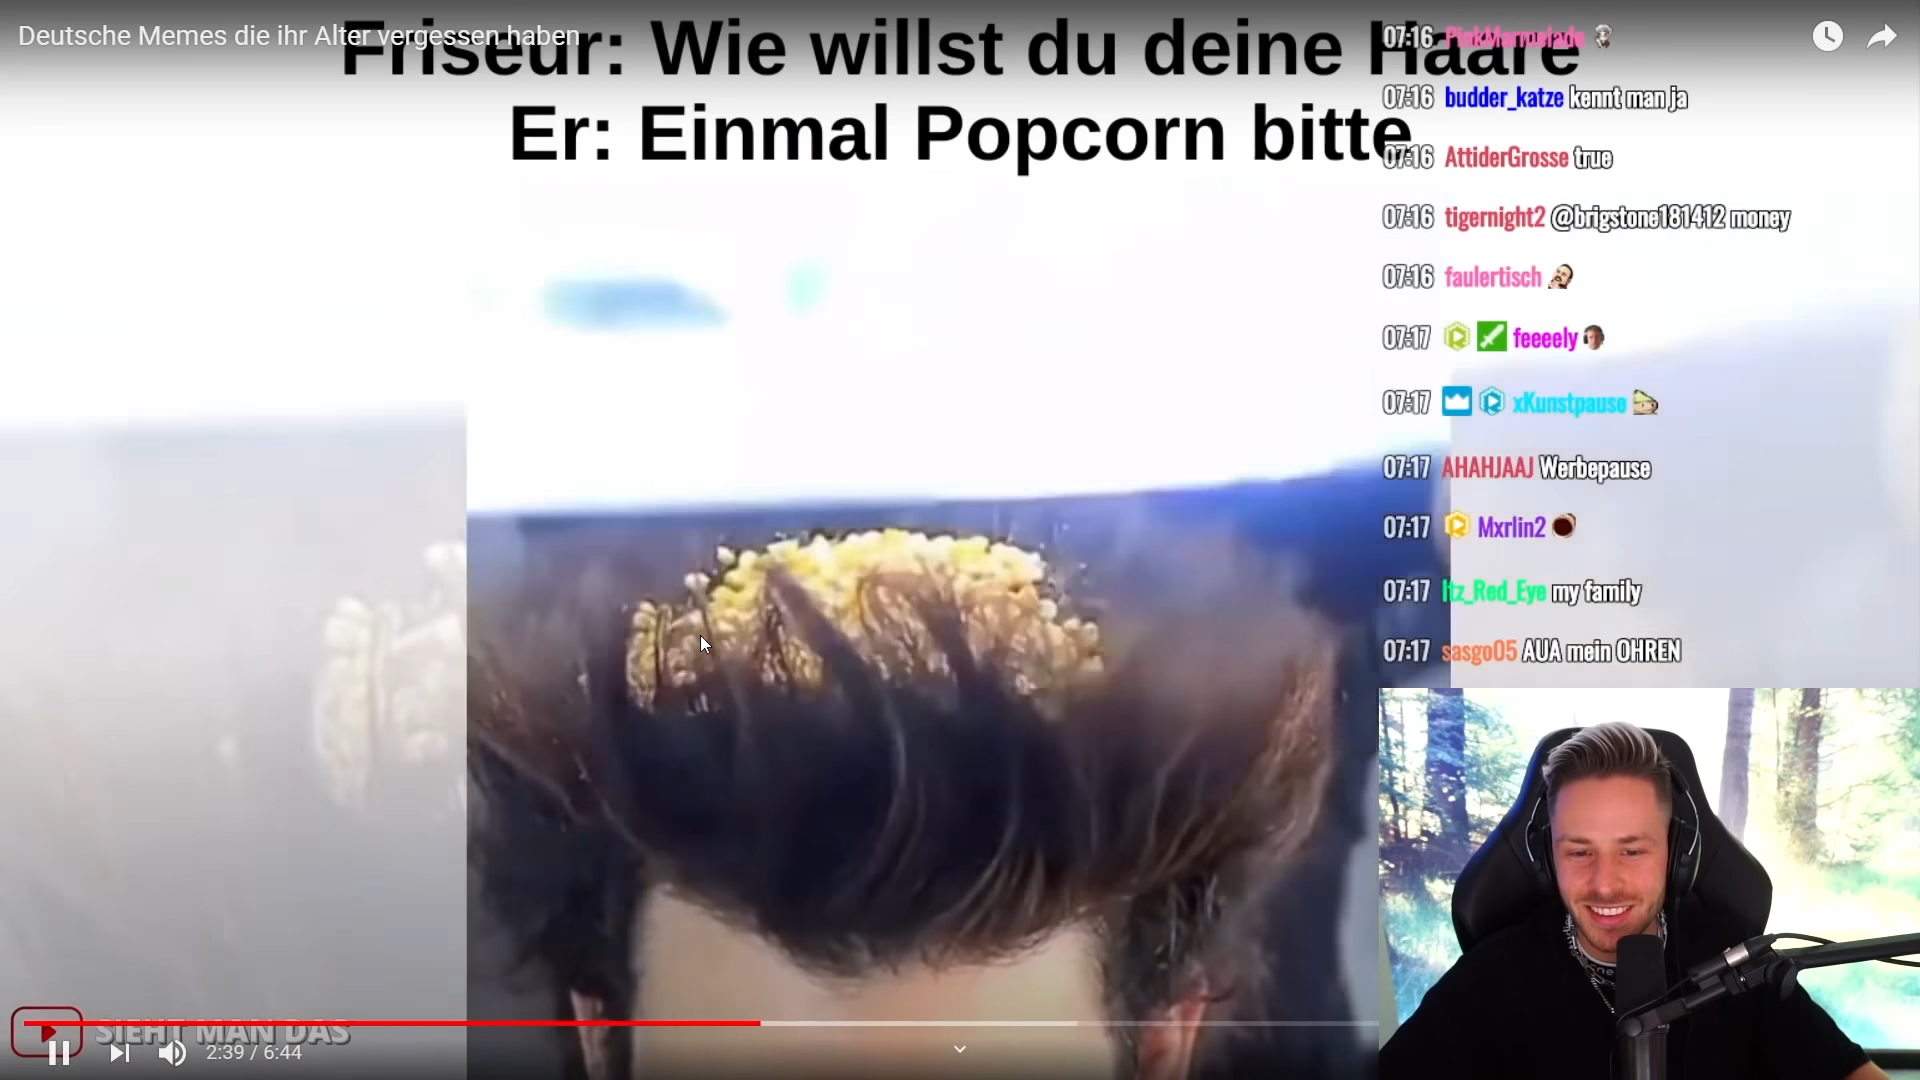 Deutsche Memes die ihr Alter vergessen haben
Friseur: Wie willst du deine Haare
Er: Einmal Popcorn bitte
07:16 PinkMarmelade
07:16 budder_katze kennt man ja
07:16 AttiderGrosse true
07:16 tigernight2 @brigstone181412 money
07:16 faulertisch
07:17 feeeely
07:17 xKunstpause
07:17 AHAHJAAJ Werbepause
07:17 Mxrlin2
07:17 Itz_Red_Eye my family
07:17 sasgo05 AUA mein OHREN
SIEHT MAN DAS
2:39 / 6:44